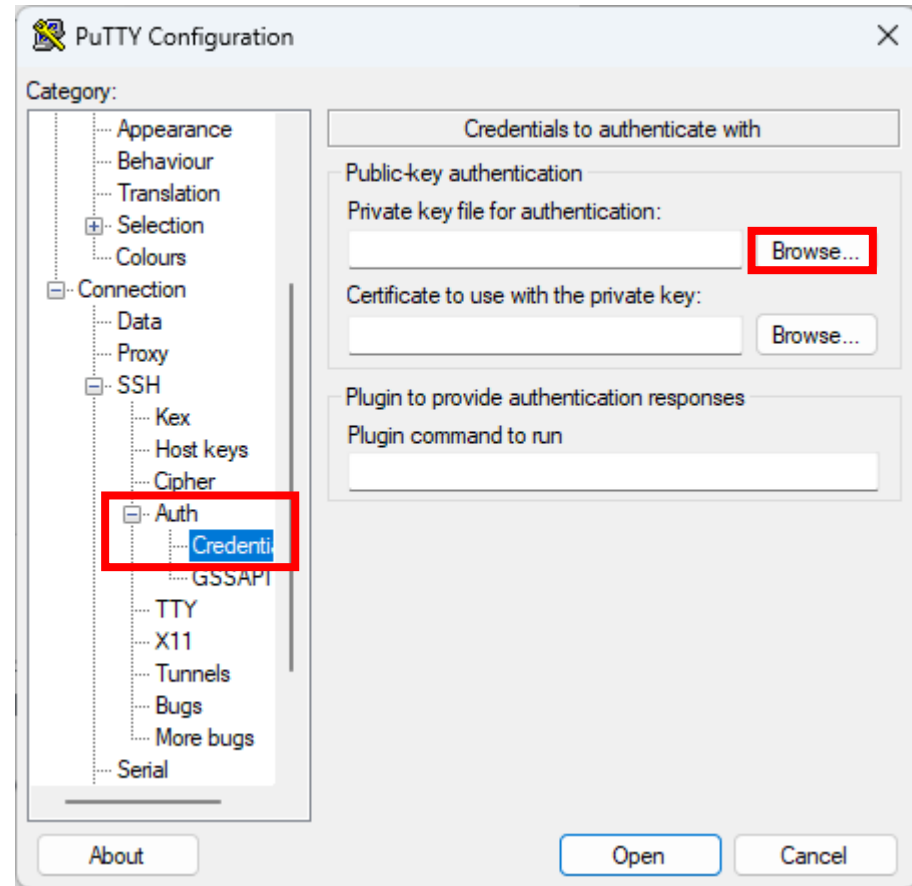 PuTTY Configuration
Category:
Appearance
Behaviour
Translation
Selection
Colours
Connection
Data
Proxy
SSH
Kex
Host keys
Cipher
Auth
Credentia
GSSAPI
TTY
X11
Tunnels
Bugs
More bugs
Serial
Credentials to authenticate with
Public-key authentication
Private key file for authentication:
Browse...
Certificate to use with the private key:
Browse...
Plugin to provide authentication responses
Plugin command to run
About
Open
Cancel